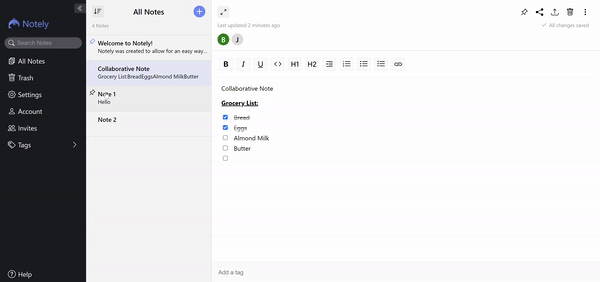 Notely
Search Notes
All Notes
Trash
Settings
Account
Invites
Tags
Help
All Notes
4 Notes
Welcome to Notely!
Notely was created to allow for an easy way...
Collaborative Note
Grocery List:BreadEggsAlmond MilkButter
Note 1
Hello
Note 2
Last updated 2 minutes ago
All changes saved
B J
B I U <> H1 H2
Collaborative Note
Grocery List:
Bread
Eggs
Almond Milk
Butter
Add a tag